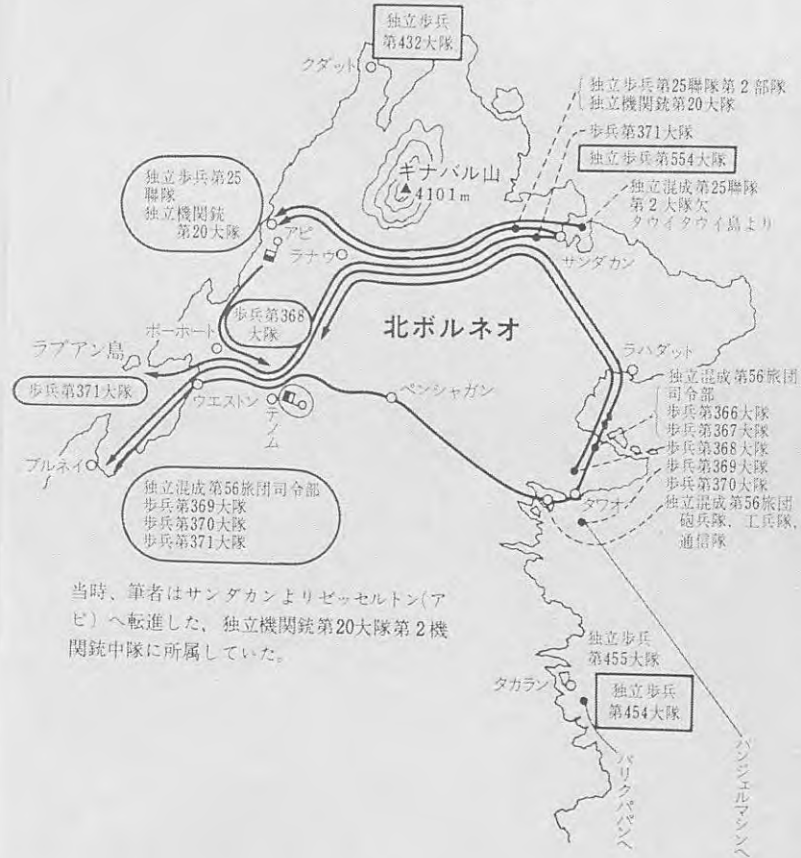 独立歩兵
第432大隊
クダット
独立歩兵第25聯隊第2部隊
独立機関銃第20大隊
歩兵第371大隊
独立歩兵第554大隊
独立混成第25聯隊
第2大隊欠
タウイタウイ島より
キナバル山
4101m
独立歩兵第25
聯隊
独立機関銃
第20大隊
アピ
ラナウ
サンダカン
歩兵第368
大隊
北ボルネオ
ボーホート
ラブアン島
歩兵第371大隊
ウエストン
テノム
ペンシャガン
ラハダット
独立混成第56旅団
司令部
歩兵第366大隊
歩兵第367大隊
歩兵第368大隊
歩兵第369大隊
歩兵第370大隊
独立混成第56旅団
砲兵隊、工兵隊、
通信隊
タワオ
ブルネイ
独立混成第56旅団司令部
歩兵第369大隊
歩兵第370大隊
歩兵第371大隊
当時、筆者はサンダカンよりゼッセルトン(ア
ピ)へ転進した、独立機関銃第20大隊第2機
関銃中隊に所属していた。
独立歩兵
第455大隊
タカラン
独立歩兵
第454大隊
バリクパパンへ
バンジェルマシンへ